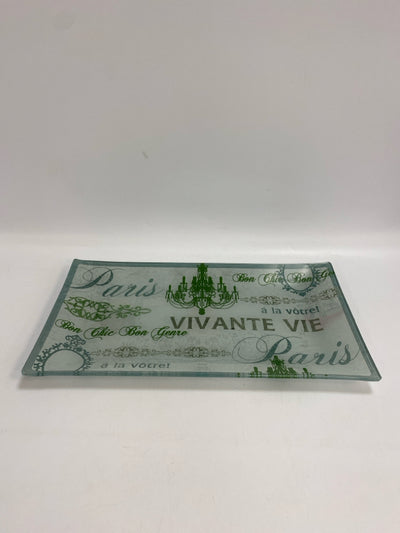 Paris
Bon Chic Bon Genre
à la vôtre!
VIVANTE VIE
Bon Chic Bon Genre
Paris
à la vôtre!